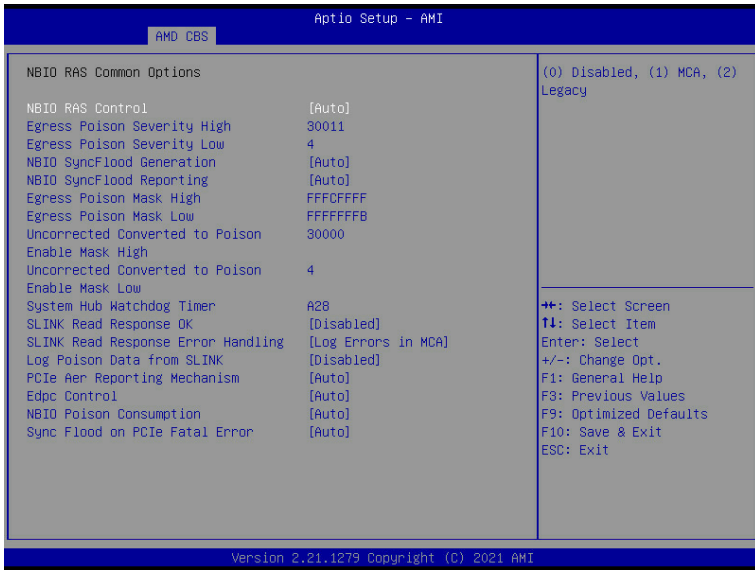 Aptio Setup – AMI
AMD CBS
NBIO RAS Common Options
NBIO RAS Control [Auto]
Egress Poison Severity High 30011
Egress Poison Severity Low 4
NBIO SyncFlood Generation [Auto]
NBIO SyncFlood Reporting [Auto]
Egress Poison Mask High FFFCFFFF
Egress Poison Mask Low FFFFFFFB
Uncorrected Converted to Poison 30000
Enable Mask High
Uncorrected Converted to Poison 4
Enable Mask Low
System Hub Watchdog Timer A28
SLINK Read Response OK [Disabled]
SLINK Read Response Error Handling [Log Errors in MCA]
Log Poison Data from SLINK [Disabled]
PCIe Aer Reporting Mechanism [Auto]
Edpc Control [Auto]
NBIO Poison Consumption [Auto]
Sync Flood on PCIe Fatal Error [Auto]
(0) Disabled, (1) MCA, (2)
Legacy
→←: Select Screen
↑↓: Select Item
Enter: Select
+/-: Change Opt.
F1: General Help
F3: Previous Values
F9: Optimized Defaults
F10: Save & Exit
ESC: Exit
Version 2.21.1279 Copyright (C) 2021 AMI